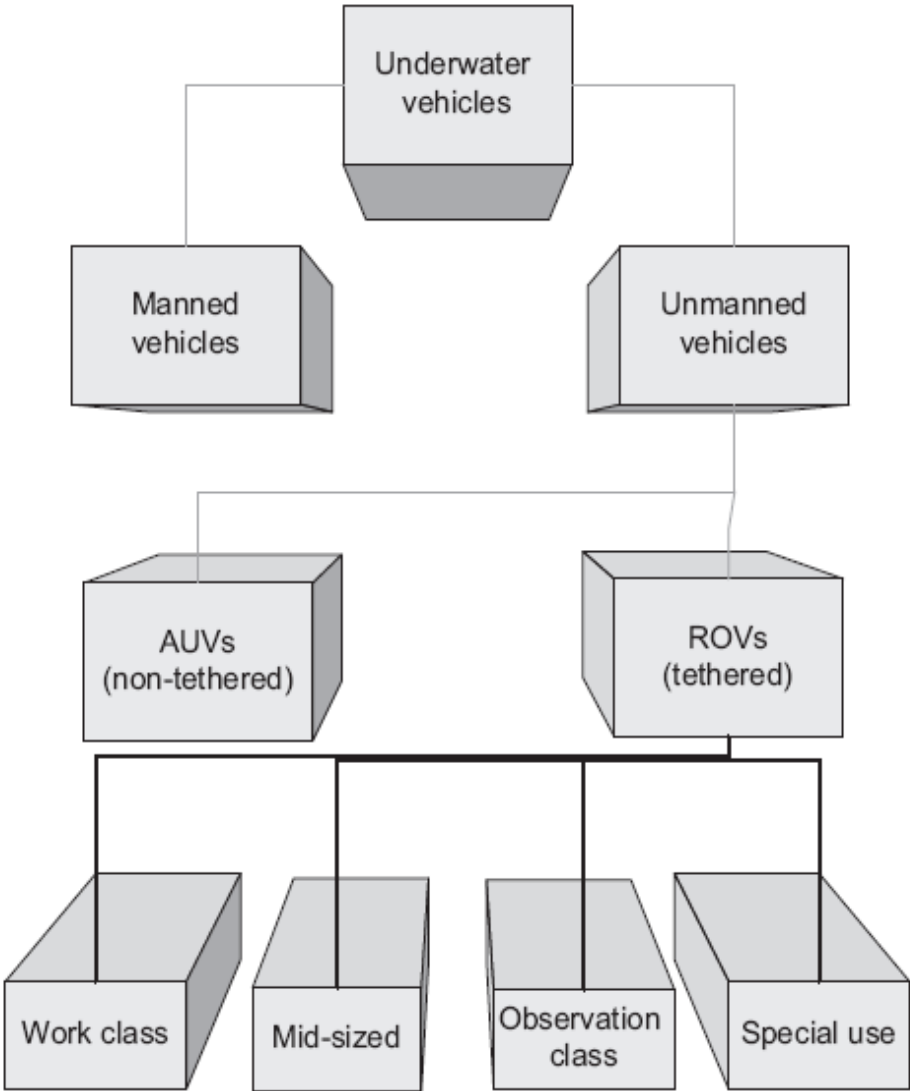 Underwater
vehicles
Manned
vehicles
Unmanned
vehicles
AUVs
(non-tethered)
ROVs
(tethered)
Work class
Mid-sized
Observation
class
Special use